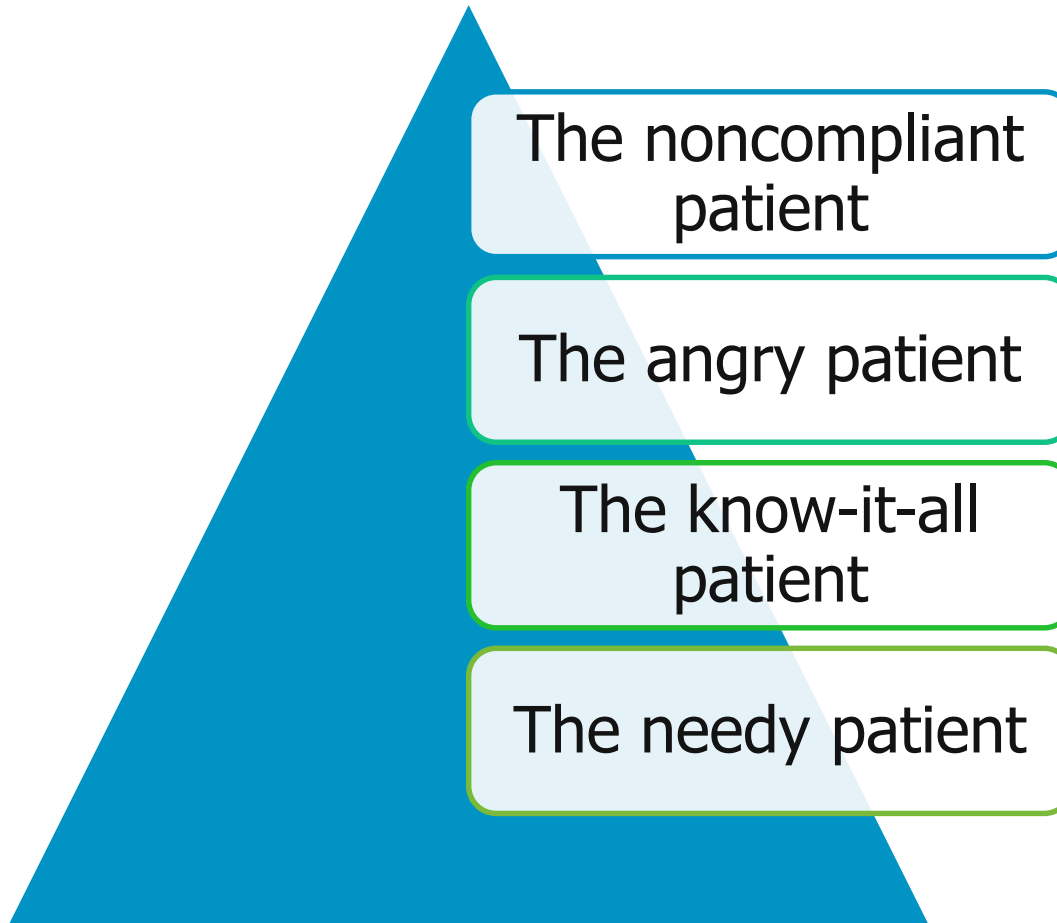 The noncompliant
patient
The angry patient
The know-it-all
patient
The needy patient